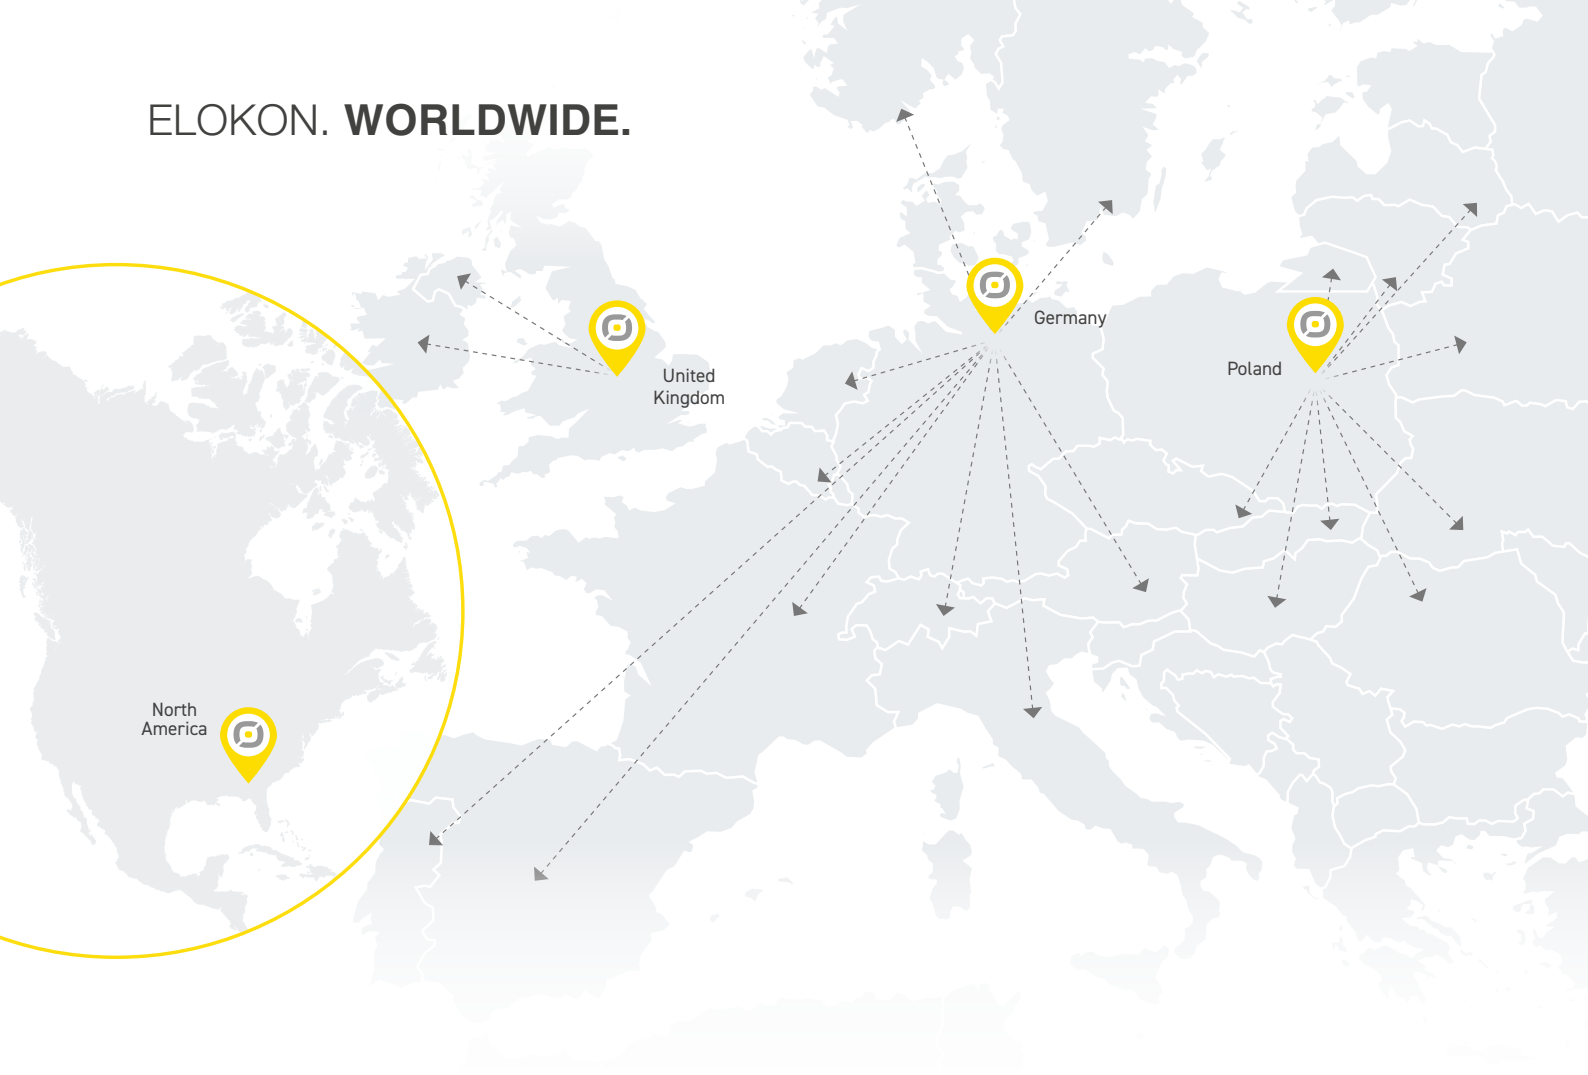 ELOKON. WORLDWIDE.
Germany
Poland
United
Kingdom
North
America